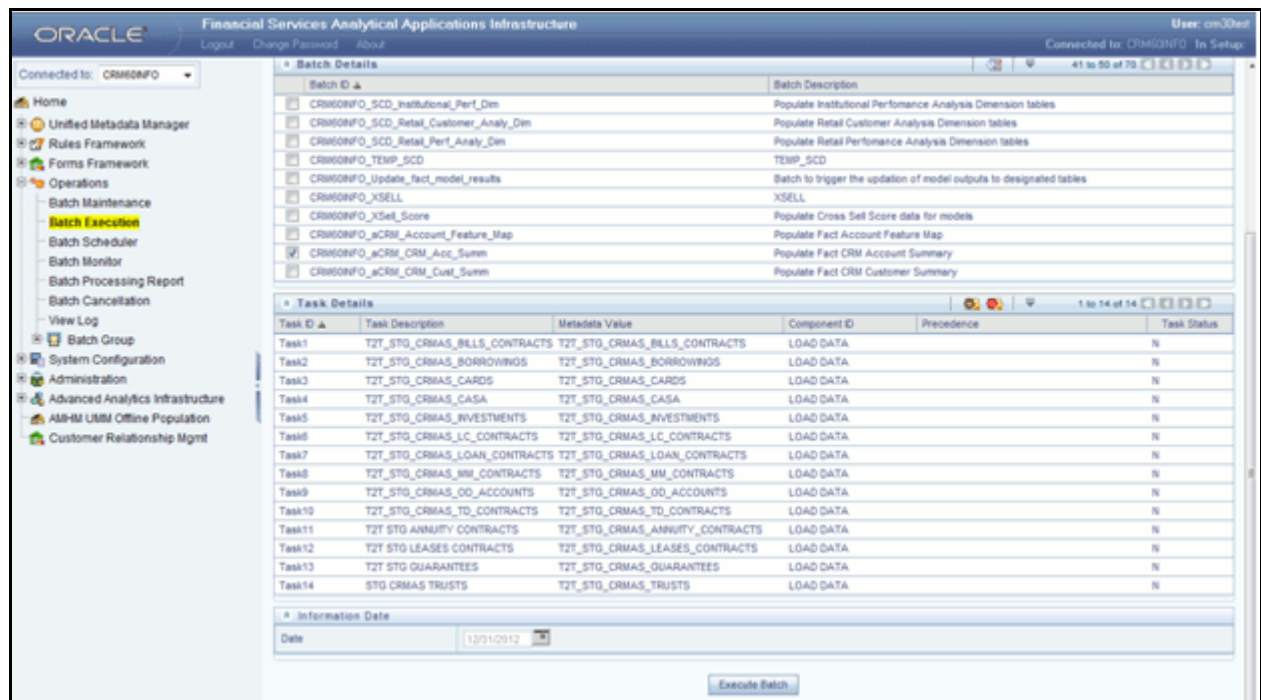 ORACLE
Financial Services Analytical Applications Infrastructure
User: crm30test
Logout Change Password About
Connected to: CRM60INFO In Setup:
Connected to: CRM60INFO
Home
Unified Metadata Manager
Rules Framework
Forms Framework
Operations
Batch Maintenance
Batch Execution
Batch Scheduler
Batch Monitor
Batch Processing Report
Batch Cancellation
View Log
Batch Group
System Configuration
Administration
Advanced Analytics Infrastructure
AMHM UMM Offline Population
Customer Relationship Mgmt
Batch Details 41 to 50 of 70
Batch ID Batch Description
CRM60INFO_SCD_Institutional_Perf_Dim Populate Institutional Perfomance Analysis Dimension tables
CRM60INFO_SCD_Retail_Customer_Analy_Dim Populate Retail Customer Analysis Dimension tables
CRM60INFO_SCD_Retail_Perf_Analy_Dim Populate Retail Perfomance Analysis Dimension tables
CRM60INFO_TEMP_SCD TEMP_SCD
CRM60INFO_Update_fact_model_results Batch to trigger the updation of model outputs to designated tables
CRM60INFO_XSELL XSELL
CRM60INFO_XSell_Score Populate Cross Sell Score data for models
CRM60INFO_aCRM_Account_Feature_Map Populate Fact Account Feature Map
CRM60INFO_aCRM_CRM_Acc_Summ Populate Fact CRM Account Summary
CRM60INFO_aCRM_CRM_Cust_Summ Populate Fact CRM Customer Summary
Task Details 1 to 14 of 14
Task ID Task Description Metadata Value Component ID Precedence Task Status
Task1 T2T_STG_CRMAS_BILLS_CONTRACTS T2T_STG_CRMAS_BILLS_CONTRACTS LOAD DATA N
Task2 T2T_STG_CRMAS_BORROWINGS T2T_STG_CRMAS_BORROWINGS LOAD DATA N
Task3 T2T_STG_CRMAS_CARDS T2T_STG_CRMAS_CARDS LOAD DATA N
Task4 T2T_STG_CRMAS_CASA T2T_STG_CRMAS_CASA LOAD DATA N
Task5 T2T_STG_CRMAS_INVESTMENTS T2T_STG_CRMAS_INVESTMENTS LOAD DATA N
Task6 T2T_STG_CRMAS_LC_CONTRACTS T2T_STG_CRMAS_LC_CONTRACTS LOAD DATA N
Task7 T2T_STG_CRMAS_LOAN_CONTRACTS T2T_STG_CRMAS_LOAN_CONTRACTS LOAD DATA N
Task8 T2T_STG_CRMAS_MM_CONTRACTS T2T_STG_CRMAS_MM_CONTRACTS LOAD DATA N
Task9 T2T_STG_CRMAS_OD_ACCOUNTS T2T_STG_CRMAS_OD_ACCOUNTS LOAD DATA N
Task10 T2T_STG_CRMAS_TD_CONTRACTS T2T_STG_CRMAS_TD_CONTRACTS LOAD DATA N
Task11 T2T STG ANNUITY CONTRACTS T2T_STG_CRMAS_ANNUITY_CONTRACTS LOAD DATA N
Task12 T2T STG LEASES CONTRACTS T2T_STG_CRMAS_LEASES_CONTRACTS LOAD DATA N
Task13 T2T STG GUARANTEES T2T_STG_CRMAS_GUARANTEES LOAD DATA N
Task14 STG CRMAS TRUSTS T2T_STG_CRMAS_TRUSTS LOAD DATA N
Information Date
Date 12/31/2012
Execute Batch